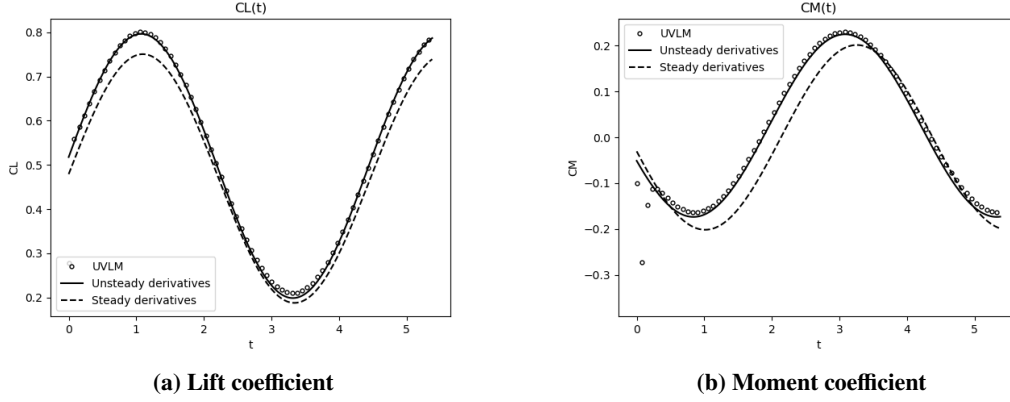 CL(t)
0.8
0.7
0.6
0.5
0.4
0.3
0.2
CL
UVLM
Unsteady derivatives
Steady derivatives
0 1 2 3 4 5
t
(a) Lift coefficient
CM(t)
UVLM
Unsteady derivatives
Steady derivatives
0.2
0.1
0.0
−0.1
−0.2
−0.3
CM
0 1 2 3 4 5
t
(b) Moment coefficient